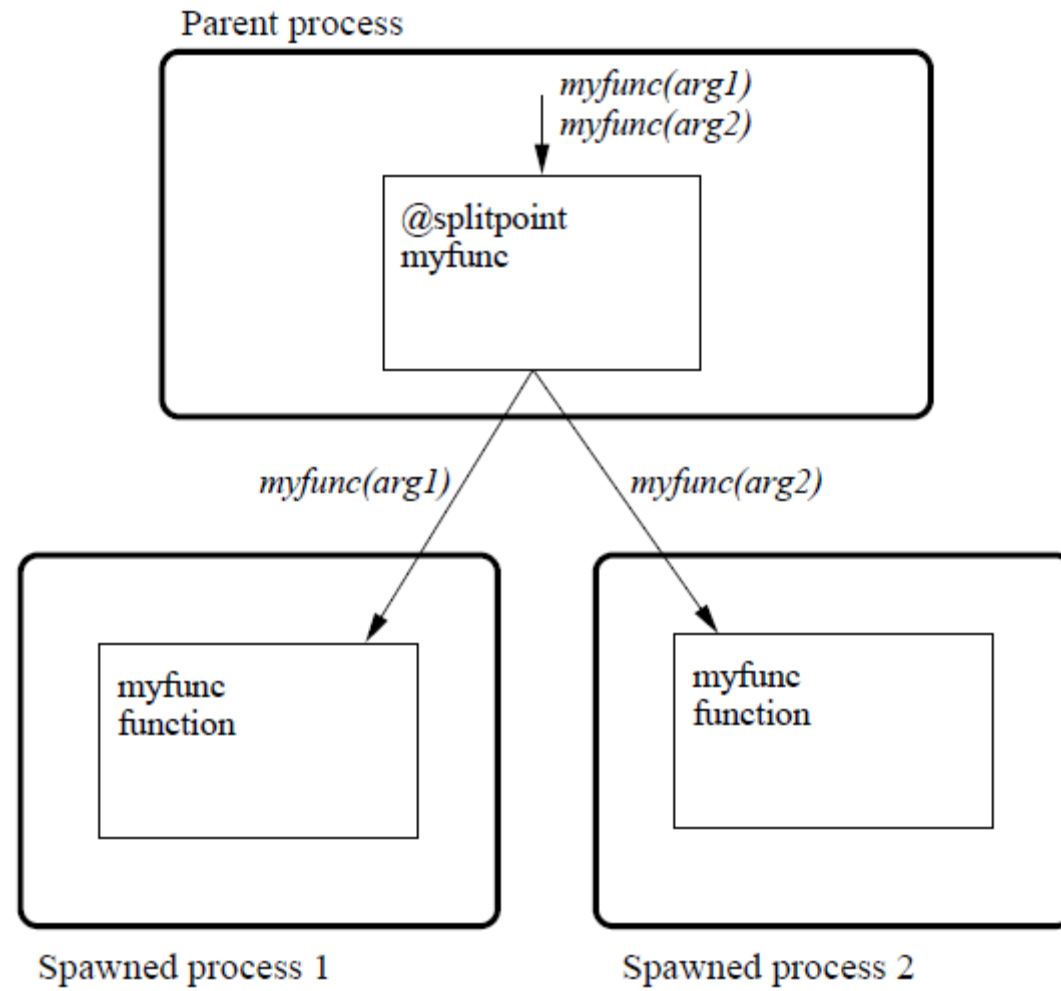 Parent process
myfunc(arg1)
myfunc(arg2)
@splitpoint
myfunc
myfunc(arg1)
myfunc(arg2)
myfunc
function
myfunc
function
Spawned process 1
Spawned process 2